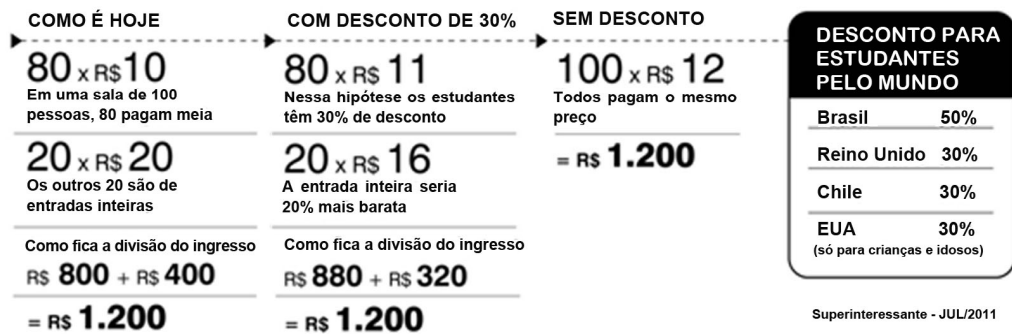 COMO É HOJE
80 x R$ 10
Em uma sala de 100
pessoas, 80 pagam meia
20 x R$ 20
Os outros 20 são de
entradas inteiras
Como fica a divisão do ingresso
R$ 800 + R$ 400
= R$ 1.200
COM DESCONTO DE 30%
80 x R$ 11
Nessa hipótese os estudantes
têm 30% de desconto
20 x R$ 16
A entrada inteira seria
20% mais barata
Como fica a divisão do ingresso
R$ 880 + R$ 320
= R$ 1.200
SEM DESCONTO
100 x R$ 12
Todos pagam o mesmo
preço
= R$ 1.200
DESCONTO PARA
ESTUDANTES
PELO MUNDO
Brasil 50%
Reino Unido 30%
Chile 30%
EUA 30%
(só para crianças e idosos)
Superinteressante - JUL/2011